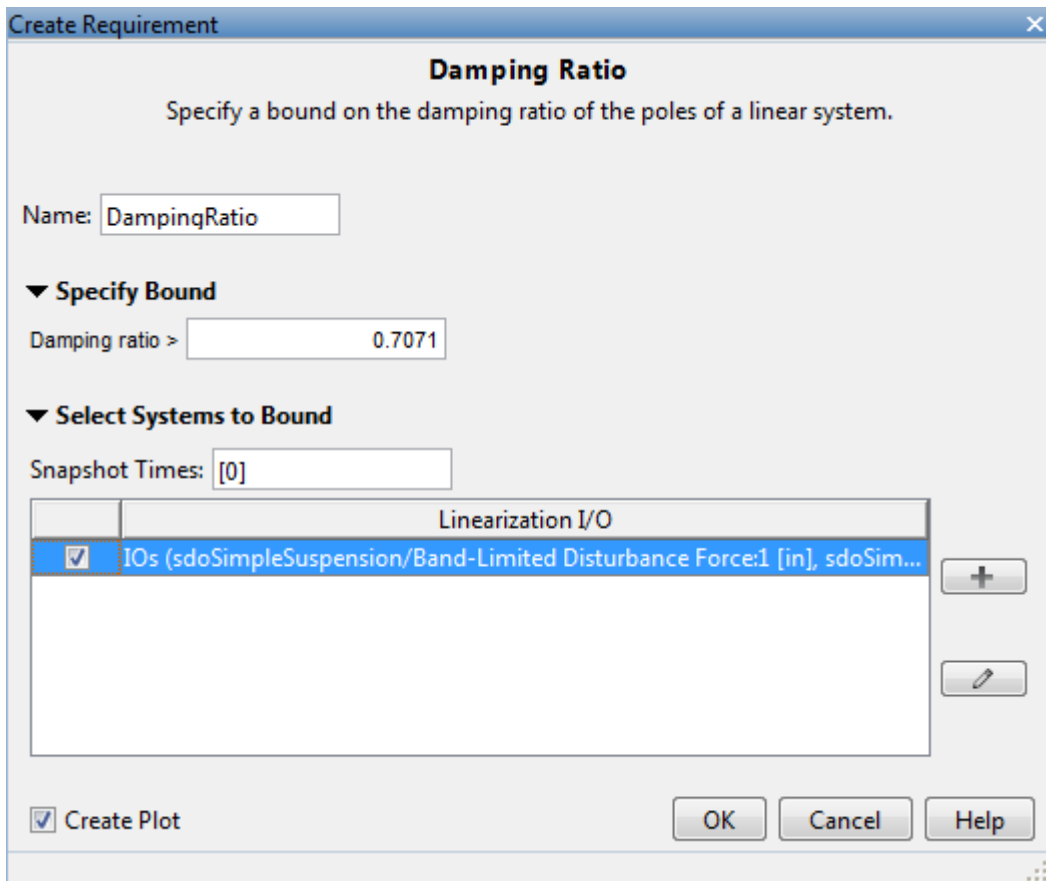 Create Requirement
Damping Ratio
Specify a bound on the damping ratio of the poles of a linear system.
Name: DampingRatio
Specify Bound
Damping ratio > 0.7071
Select Systems to Bound
Snapshot Times: [0]
Linearization I/O
IOs (sdoSimpleSuspension/Band-Limited Disturbance Force:1 [in], sdoSim...
Create Plot OK Cancel Help